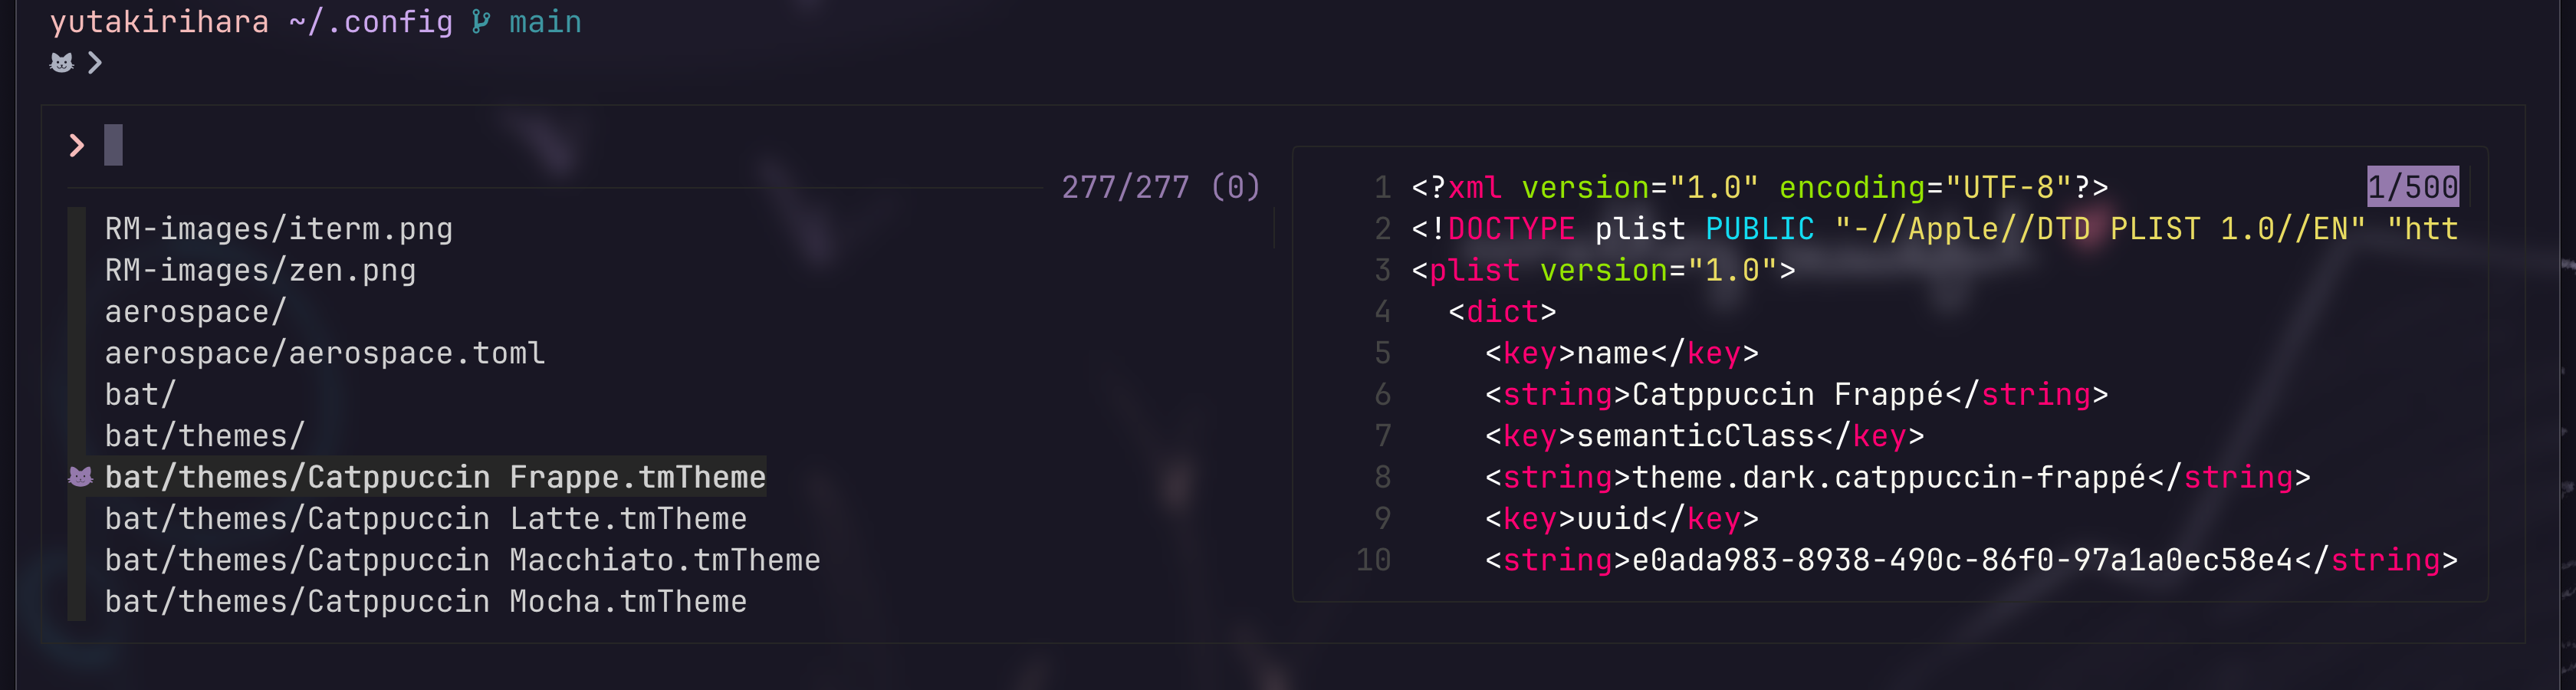 yutakirihara ~/.config main
>
>
277/277 (0)
RM-images/iterm.png
RM-images/zen.png
aerospace/
aerospace/aerospace.toml
bat/
bat/themes/
bat/themes/Catppuccin Frappe.tmTheme
bat/themes/Catppuccin Latte.tmTheme
bat/themes/Catppuccin Macchiato.tmTheme
bat/themes/Catppuccin Mocha.tmTheme
1 <?xml version="1.0" encoding="UTF-8"?> 1/500
2 <!DOCTYPE plist PUBLIC "-//Apple//DTD PLIST 1.0//EN" "htt
3 <plist version="1.0">
4   <dict>
5     <key>name</key>
6     <string>Catppuccin Frappé</string>
7     <key>semanticClass</key>
8     <string>theme.dark.catppuccin-frappé</string>
9     <key>uuid</key>
10     <string>e0ada983-8938-490c-86f0-97a1a0ec58e4</string>